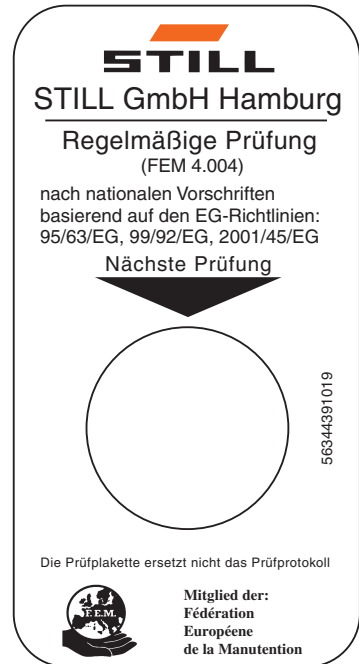 STILL
STILL GmbH Hamburg
Regelmäßige Prüfung
(FEM 4.004)
nach nationalen Vorschriften
basierend auf den EG-Richtlinien:
95/63/EG, 99/92/EG, 2001/45/EG
Nächste Prüfung
56344391019
Die Prüfplakette ersetzt nicht das Prüfprotokoll
F.E.M.
Mitglied der:
Fédération
Européene
de la Manutention